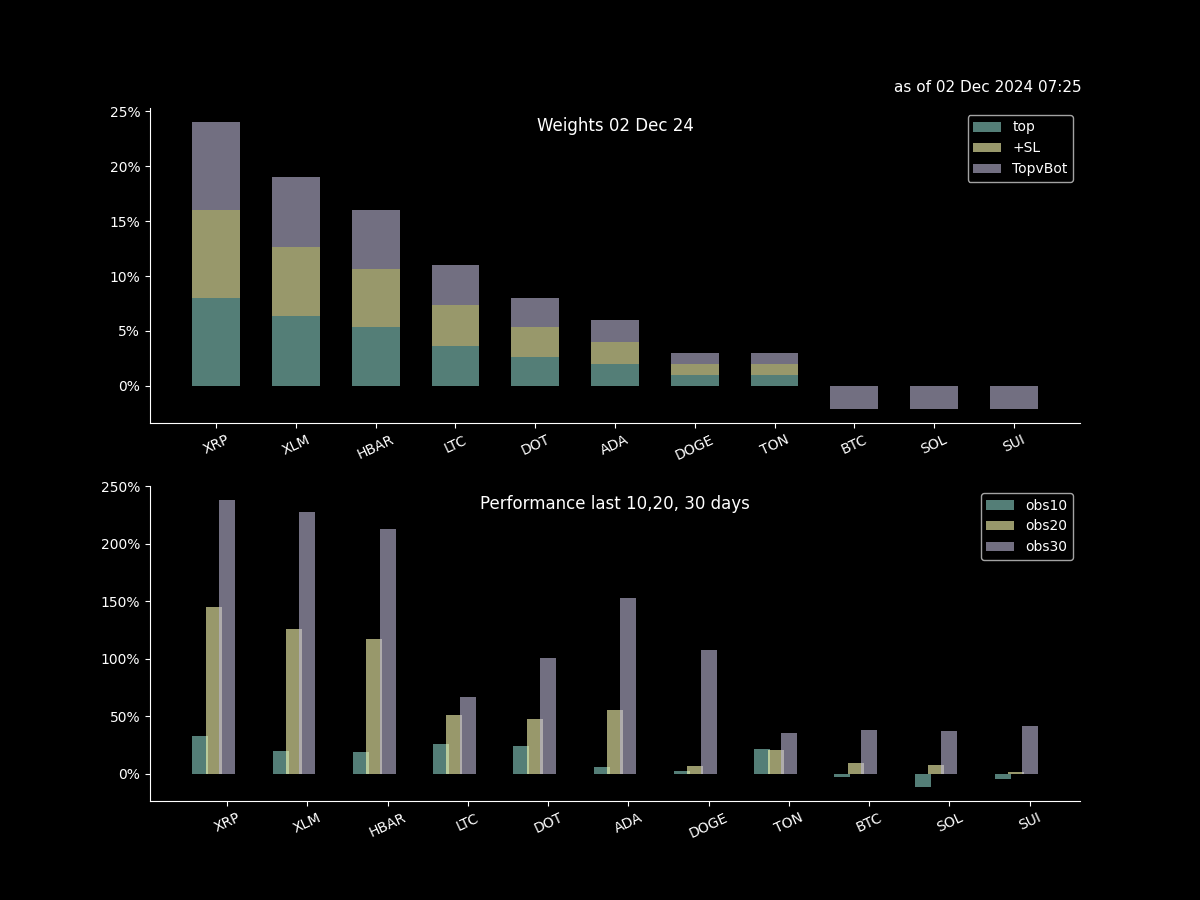 as of 02 Dec 2024 07:25
Weights 02 Dec 24
top
+SL
TopvBot
25%
20%
15%
10%
5%
0%
XRP XLM HBAR LTC DOT ADA DOGE TON BTC SOL SUI
Performance last 10,20, 30 days
obs10
obs20
obs30
250%
200%
150%
100%
50%
0%
XRP XLM HBAR LTC DOT ADA DOGE TON BTC SOL SUI